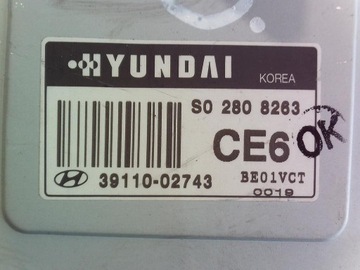 HYUNDAI
KOREA
S0 280 8263
CE6 OK
39110-02743
BE01VCT
0019